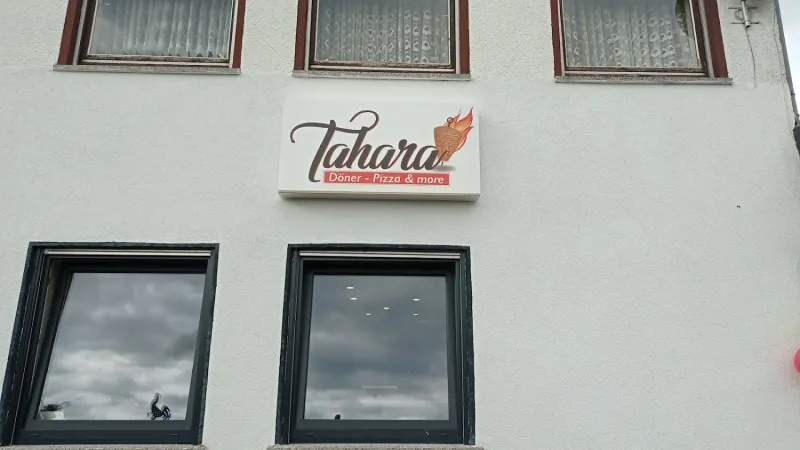 Tahara
Döner - Pizza & more